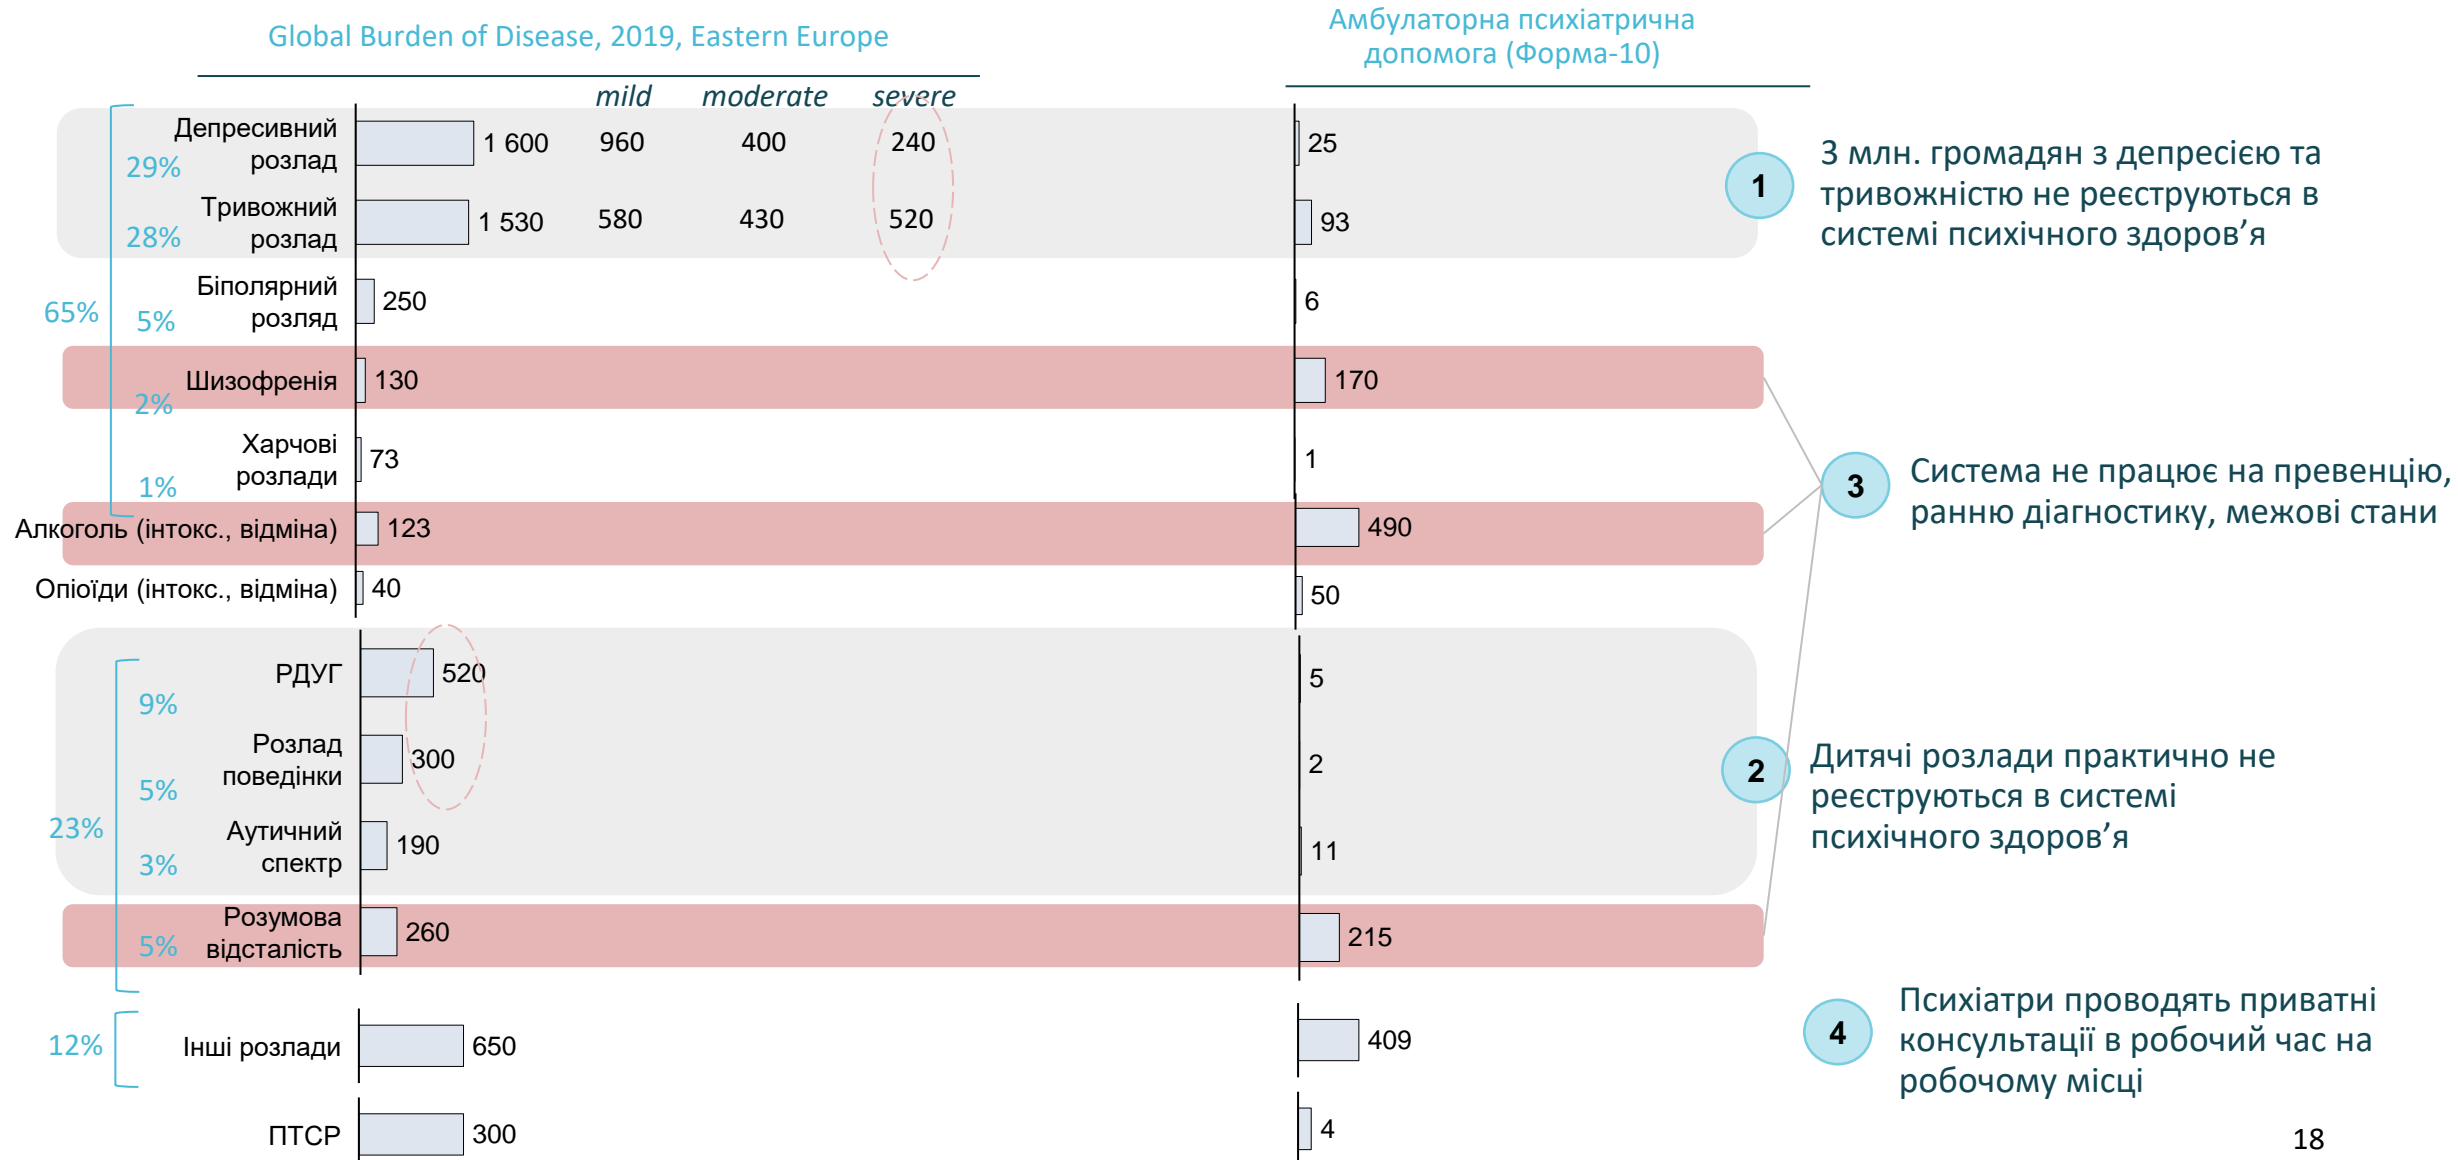 Global Burden of Disease, 2019, Eastern Europe
Амбулаторна психіатрична
допомога (Форма-10)
mild moderate severe
Депресивний
розлад
29%
1 600 960 400 240
25
Тривожний
розлад
28%
1 530 580 430 520
93
1
3 млн. громадян з депресією та
тривожністю не реєструються в
системі психічного здоров’я
65%
Біполярний
розляд
5%
250
6
Шизофренія
2%
130
170
Харчові
розлади
1%
73
1
Алкоголь (інтокс., відміна)
123
490
Опіоїди (інтокс., відміна)
40
50
3
Система не працює на превенцію,
ранню діагностику, межові стани
23%
РДУГ
9%
520
5
Розлад
поведінки
5%
300
2
Аутичний
спектр
3%
190
11
2
Дитячі розлади практично не
реєструються в системі
психічного здоров’я
Розумова
відсталість
5%
260
215
12%
Інші розлади
650
409
ПТСР
300
4
4
Психіатри проводять приватні
консультації в робочий час на
робочому місці
18